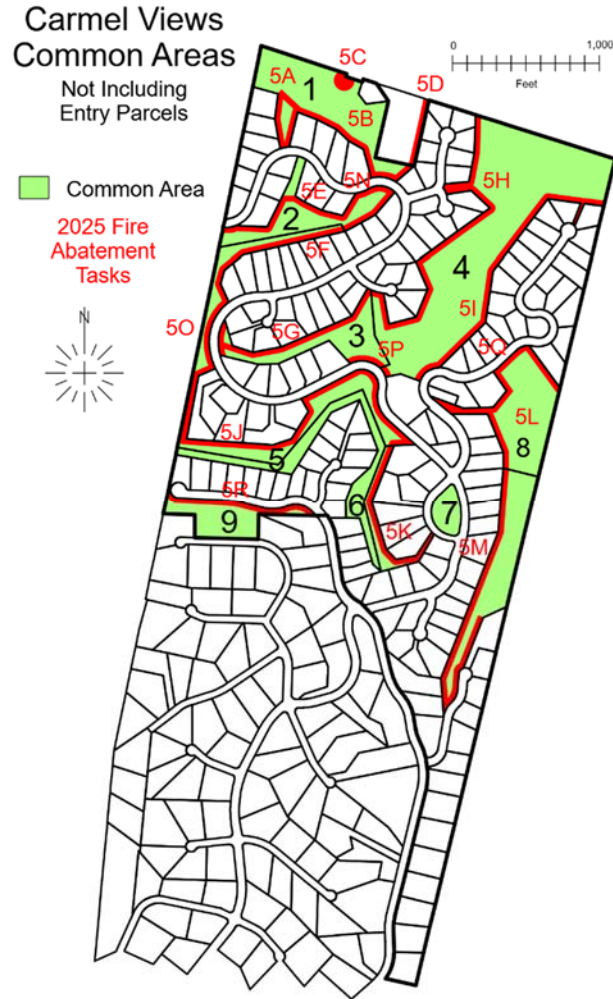 Carmel Views
Common Areas
Not Including
Entry Parcels
Common Area
2025 Fire
Abatement
Tasks
N
0 1,000
Feet
5C
5A
1
5D
5B
5E
5N
5H
2
5F
4
5O
5G
3
5I
5P
5Q
5J
5L
8
5
5R
6
7
9
5K
5M